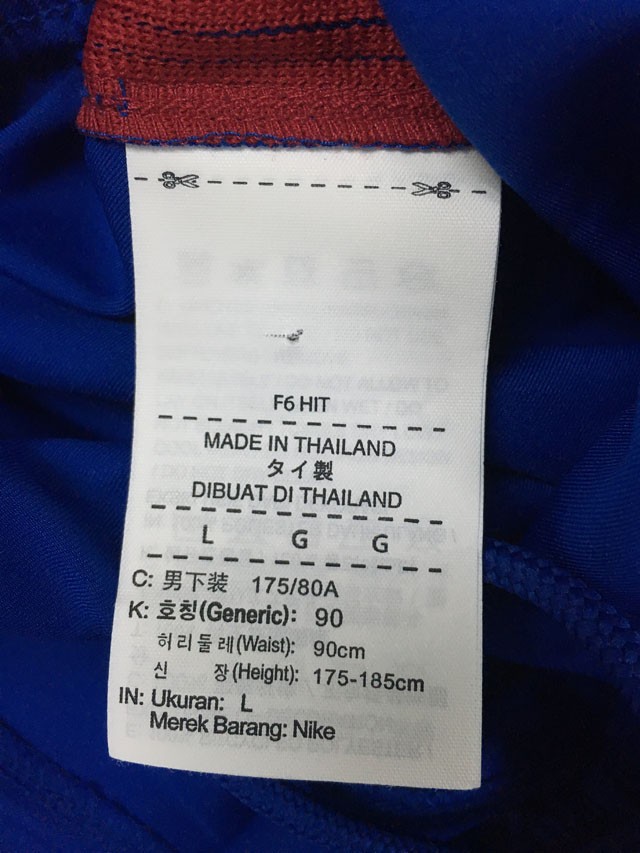 F6 HIT
MADE IN THAILAND
タイ製
DIBUAT DI THAILAND
L G G
C: 男下装 175/80A
K: 호칭(Generic): 90
허리둘레(Waist): 90cm
신 장(Height): 175-185cm
IN: Ukuran: L
Merek Barang: Nike